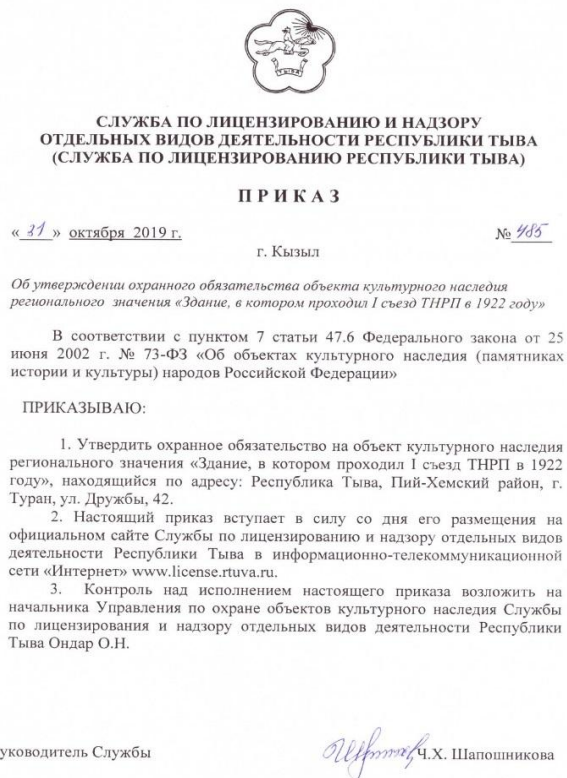 ТЫВА
СЛУЖБА ПО ЛИЦЕНЗИРОВАНИЮ И НАДЗОРУ
ОТДЕЛЬНЫХ ВИДОВ ДЕЯТЕЛЬНОСТИ РЕСПУБЛИКИ ТЫВА
(СЛУЖБА ПО ЛИЦЕНЗИРОВАНИЮ РЕСПУБЛИКИ ТЫВА)
П Р И К А З
« 31 » октября 2019 г. № 485
г. Кызыл
Об утверждении охранного обязательства объекта культурного наследия
регионального значения «Здание, в котором проходил I съезд ТНРП в 1922 году»
В соответствии с пунктом 7 статьи 47.6 Федерального закона от 25
июня 2002 г. № 73-ФЗ «Об объектах культурного наследия (памятниках
истории и культуры) народов Российской Федерации»
ПРИКАЗЫВАЮ:
1. Утвердить охранное обязательство на объект культурного наследия
регионального значения «Здание, в котором проходил I съезд ТНРП в 1922
году», находящийся по адресу: Республика Тыва, Пий-Хемский район, г.
Туран, ул. Дружбы, 42.
2. Настоящий приказ вступает в силу со дня его размещения на
официальном сайте Службы по лицензированию и надзору отдельных видов
деятельности Республики Тыва в информационно-телекоммуникационной
сети «Интернет» www.license.rtuva.ru.
3. Контроль над исполнением настоящего приказа возложить на
начальника Управления по охране объектов культурного наследия Службы
по лицензирования и надзору отдельных видов деятельности Республики
Тыва Ондар О.Н.
уководитель Службы Ч.Х. Шапошникова